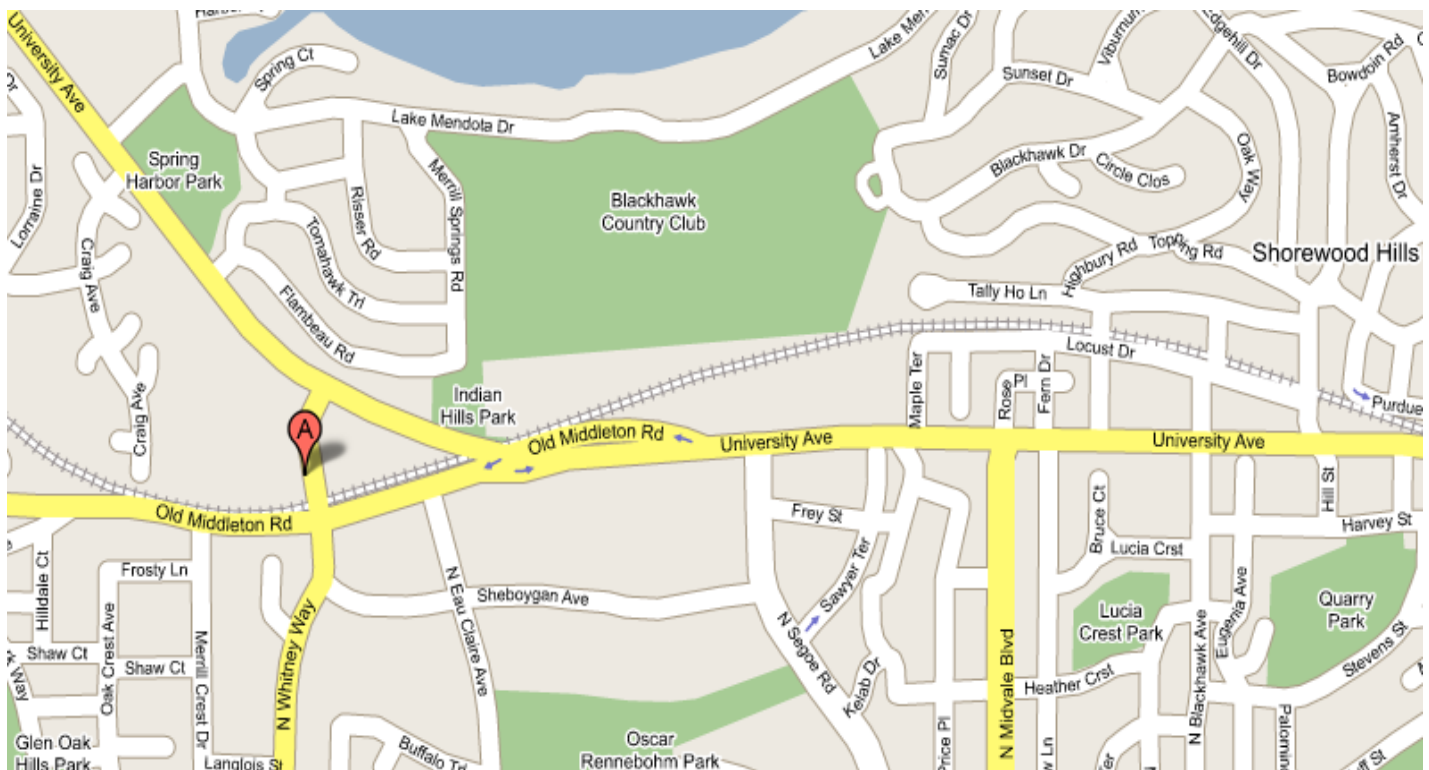 University Ave
Spring Ct
Lake Mendota Dr
Sumac Dr
Sunset Dr
Viburnum
Edgehill Dr
Bowdoin Rd
Amherst Dr
Lorraine Dr
Spring
Harbor Park
Risser Rd
Merrill Springs Rd
Blackhawk
Country Club
Blackhawk Dr
Circle Clos
Oak Way
Craig Ave
Tomahawk Trl
Flambeau Rd
Highbury Rd
Topping Rd
Shorewood Hills
Tally Ho Ln
Locust Dr
Maple Ter
Rose Pl
Fern Dr
Purdue
Craig Ave
Indian
Hills Park
A
Old Middleton Rd
University Ave
University Ave
Old Middleton Rd
Frey St
Bruce Ct
Hill St
Harvey St
Lucia Crst
Hilldale Ct
Frosty Ln
N Whitney Way
Sheboygan Ave
N Eau Claire Ave
Sawyer Ter
N Segoe Rd
Kelab Dr
N Midvale Blvd
Lucia
Crest Park
Eugenia Ave
Quarry
Park
Stevens St
Shaw Ct
Shaw Ct
Oak Crest Ave
Merrill Crest Dr
Heather Crst
N Blackhawk Ave
Price Pl
Glen Oak
Hills Park
Langlois St
Buffalo Trl
Oscar
Rennebohm Park